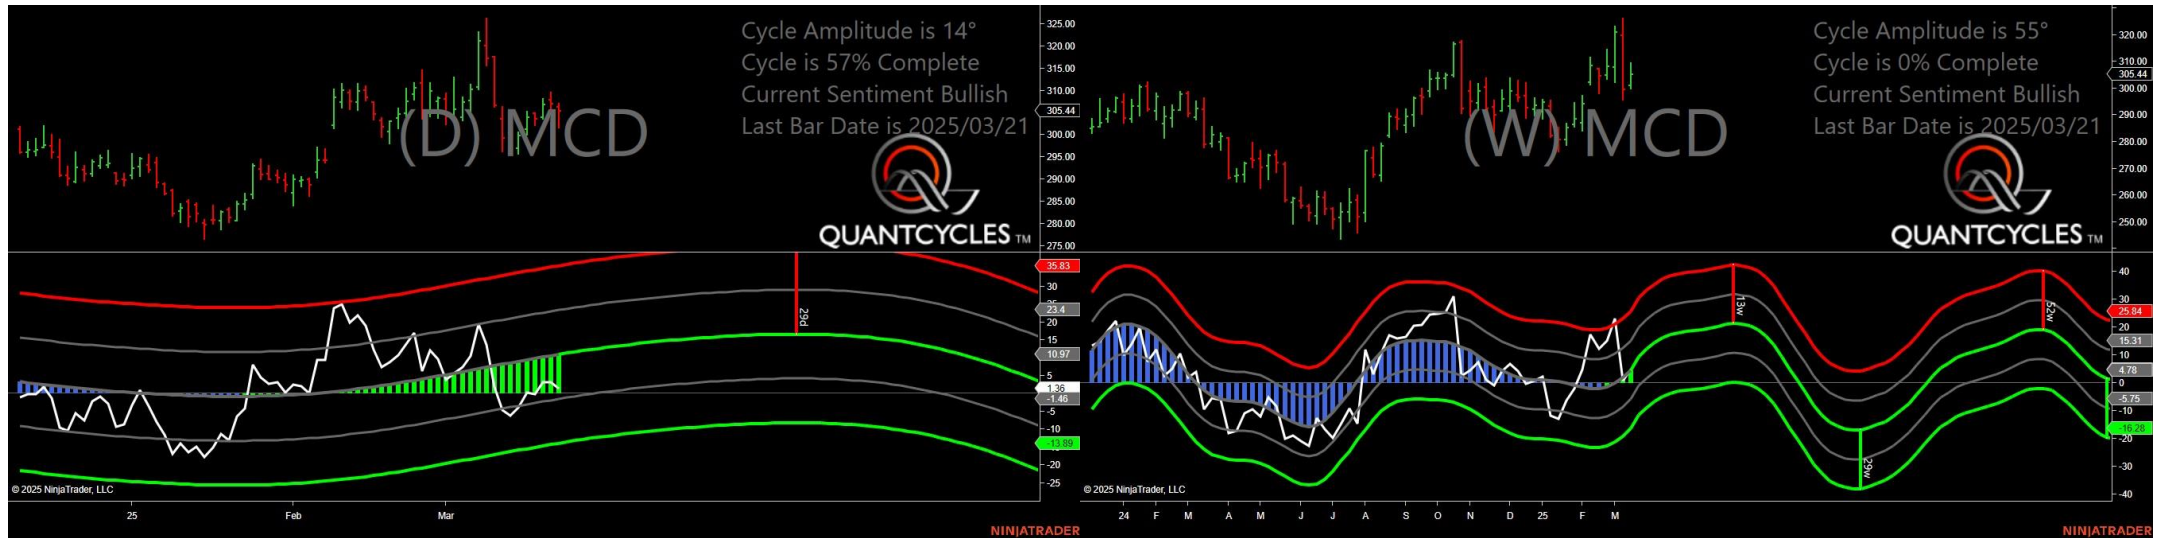 Cycle Amplitude is 14°
Cycle is 57% Complete
Current Sentiment Bullish
Last Bar Date is 2025/03/21
(D) MCD
QUANTCYCLES TM
325.00
320.00
315.00
310.00
305.44
300.00
295.00
290.00
285.00
280.00
275.00
35.83
30
25
23.4
20
15
10.97
5
1.36
-1.46
-5
-10
-13.89
-20
-25
29d
© 2025 NinjaTrader, LLC
25 Feb Mar
NINJATRADER
Cycle Amplitude is 55°
Cycle is 0% Complete
Current Sentiment Bullish
Last Bar Date is 2025/03/21
(W) MCD
QUANTCYCLES TM
320.00
310.00
305.44
300.00
290.00
280.00
270.00
260.00
250.00
40
30
25.84
20
15.31
10
4.78
0
-5.75
-10
-16.28
-20
-30
-40
13w
29w
52w
© 2025 NinjaTrader, LLC
24 F M A M J J A S O N D 25 F M
NINJATRADER